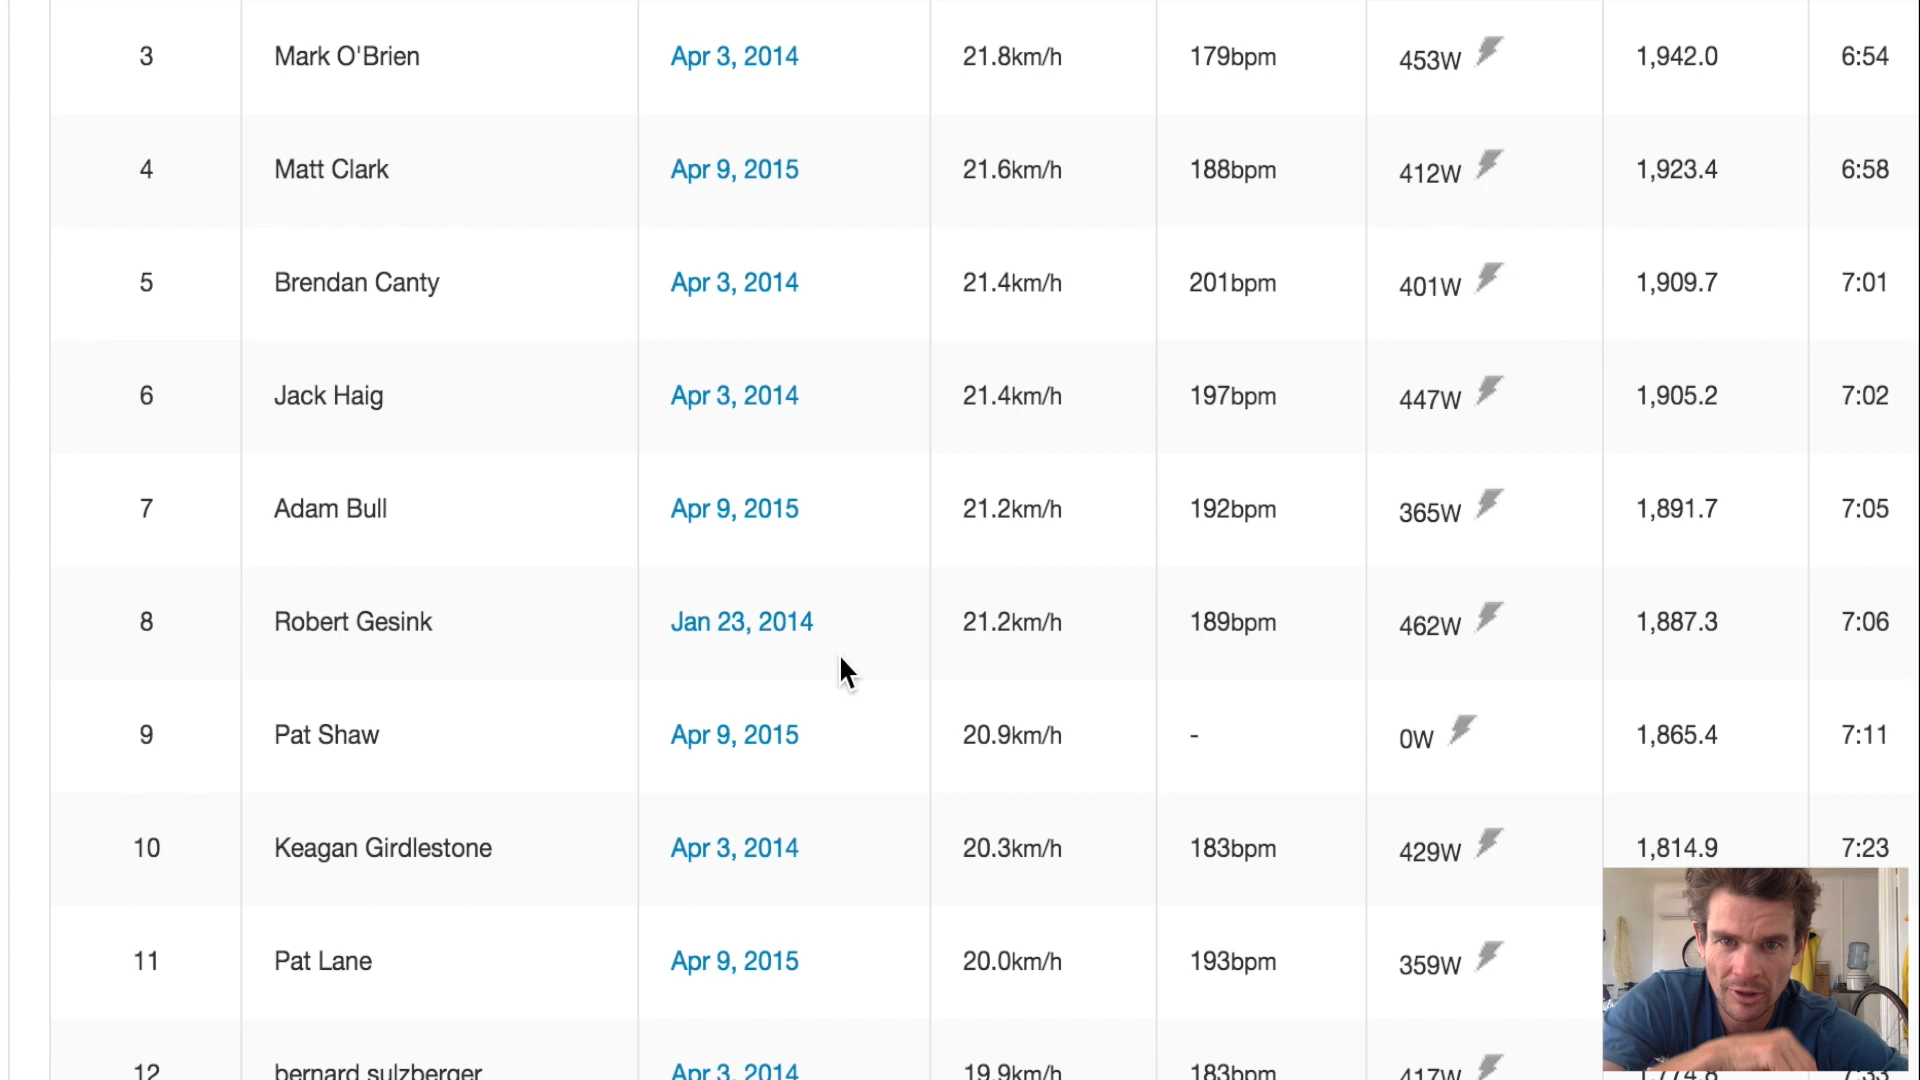 3 Mark O'Brien Apr 3, 2014 21.8km/h 179bpm 453W 1,942.0 6:54
4 Matt Clark Apr 9, 2015 21.6km/h 188bpm 412W 1,923.4 6:58
5 Brendan Canty Apr 3, 2014 21.4km/h 201bpm 401W 1,909.7 7:01
6 Jack Haig Apr 3, 2014 21.4km/h 197bpm 447W 1,905.2 7:02
7 Adam Bull Apr 9, 2015 21.2km/h 192bpm 365W 1,891.7 7:05
8 Robert Gesink Jan 23, 2014 21.2km/h 189bpm 462W 1,887.3 7:06
9 Pat Shaw Apr 9, 2015 20.9km/h - 0W 1,865.4 7:11
10 Keagan Girdlestone Apr 3, 2014 20.3km/h 183bpm 429W 1,814.9 7:23
11 Pat Lane Apr 9, 2015 20.0km/h 193bpm 359W
12 bernard sulzberger Apr 3, 2014 19.9km/h 183bpm 417W 1,774.8 7:33